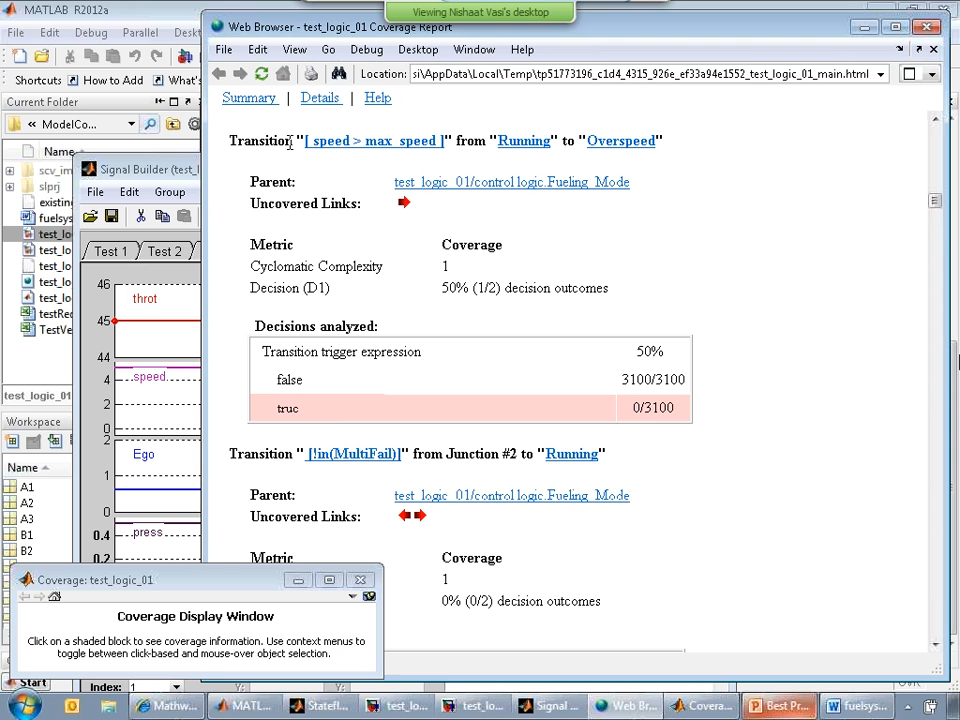 MATLAB R2012a
Viewing Nishaat Vasi's desktop
File Edit Debug Parallel Deskt
Shortcuts How to Add What's
Current Folder
« ModelCo...
Name
scv_im
slprj
existing
fuelsys
test_lo
test_lo
test_lo
test_lo
test_lo
testRec
TestVe
test_logic_01
Workspace
Name
A1
A2
A3
B1
B2
Start
Signal Builder (test_
File Edit Group
Test 1 Test 2
46
throt
45
44
4
speed
2
0
2
Ego
1
0
0.4
press
0.2
Index: 1
Web Browser - test_logic_01 Coverage Report
File Edit View Go Debug Desktop Window Help
Location: si/AppData/Local/Temp/tp51773196_c1d4_4315_926e_ef33a94e1552_test_logic_01_main.html
Summary | Details | Help
Transition "[ speed > max_speed ]" from "Running" to "Overspeed"
Parent: test_logic_01/control logic.Fueling_Mode
Uncovered Links:
Metric Coverage
Cyclomatic Complexity 1
Decision (D1) 50% (1/2) decision outcomes
Decisions analyzed:
Transition trigger expression 50%
false 3100/3100
true 0/3100
Transition " [!in(MultiFail)]" from Junction #2 to "Running"
Parent: test_logic_01/control logic.Fueling_Mode
Uncovered Links:
Metric Coverage
1
0% (0/2) decision outcomes
Coverage: test_logic_01
Coverage Display Window
Click on a shaded block to see coverage information. Use context menus to
toggle between click-based and mouse-over object selection.
Mathw... MATL... Statefl... test_lo... test_lo... Signal ... Web Br... Covera... Best Pr... fuelsys...